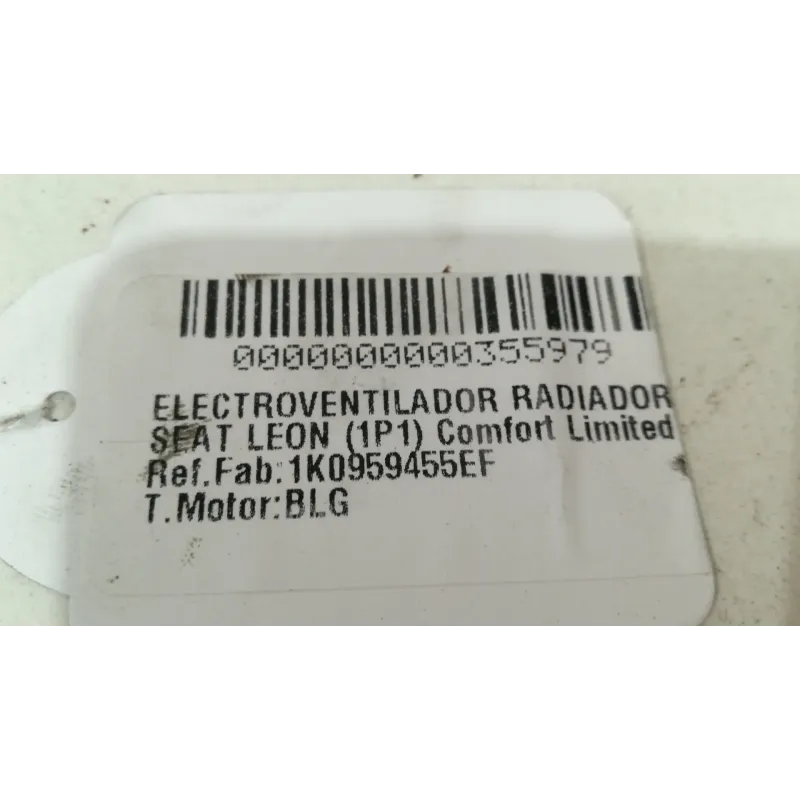 0000000000355979
ELECTROVENTILADOR RADIADOR
SEAT LEON (1P1) Comfort Limited
Ref.Fab:1K0959455EF
T.Motor:BLG